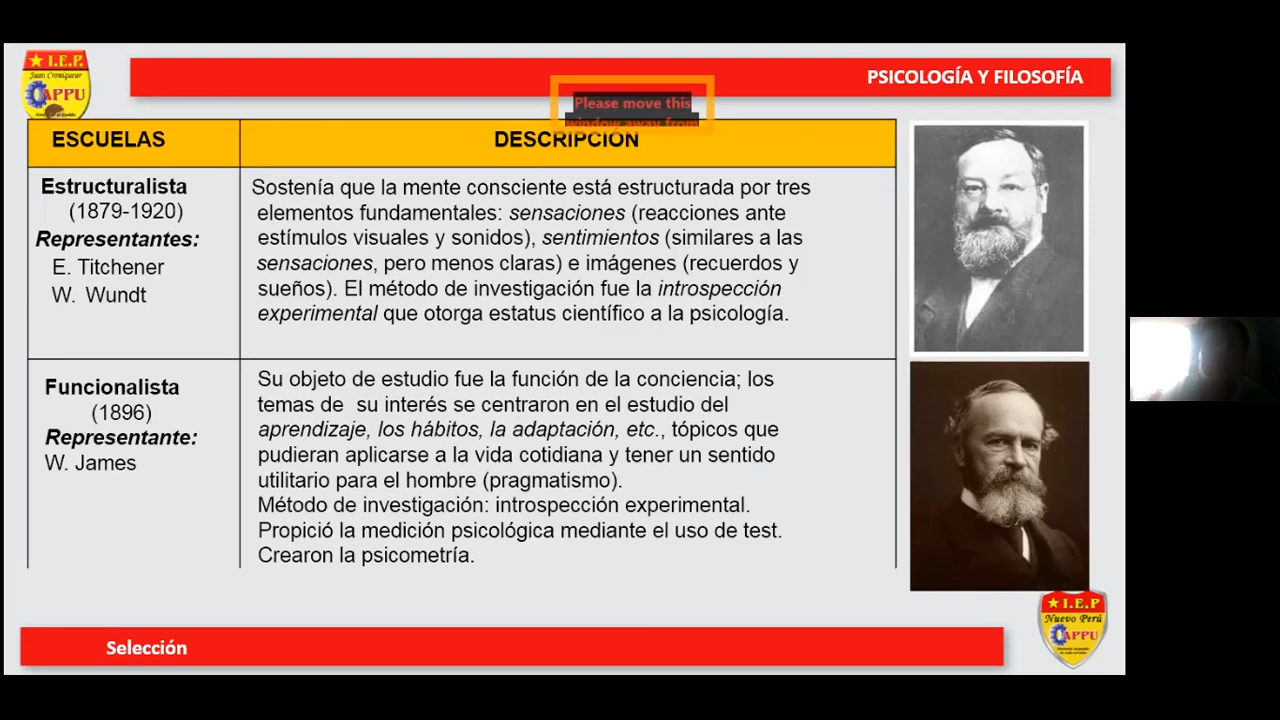 I.E.P.
Juan Croniqueur
CAPPU
PSICOLOGÍA Y FILOSOFÍA
Please move this
window away from
ESCUELAS
DESCRIPCIÓN
Estructuralista
(1879-1920)
Representantes:
E. Titchener
W. Wundt
Sostenía que la mente consciente está estructurada por tres
elementos fundamentales: sensaciones (reacciones ante
estímulos visuales y sonidos), sentimientos (similares a las
sensaciones, pero menos claras) e imágenes (recuerdos y
sueños). El método de investigación fue la introspección
experimental que otorga estatus científico a la psicología.
Funcionalista
(1896)
Representante:
W. James
Su objeto de estudio fue la función de la conciencia; los
temas de su interés se centraron en el estudio del
aprendizaje, los hábitos, la adaptación, etc., tópicos que
pudieran aplicarse a la vida cotidiana y tener un sentido
utilitario para el hombre (pragmatismo).
Método de investigación: introspección experimental.
Propició la medición psicológica mediante el uso de test.
Crearon la psicometría.
I.E.P
Nuevo Perú
CAPPU
Selección